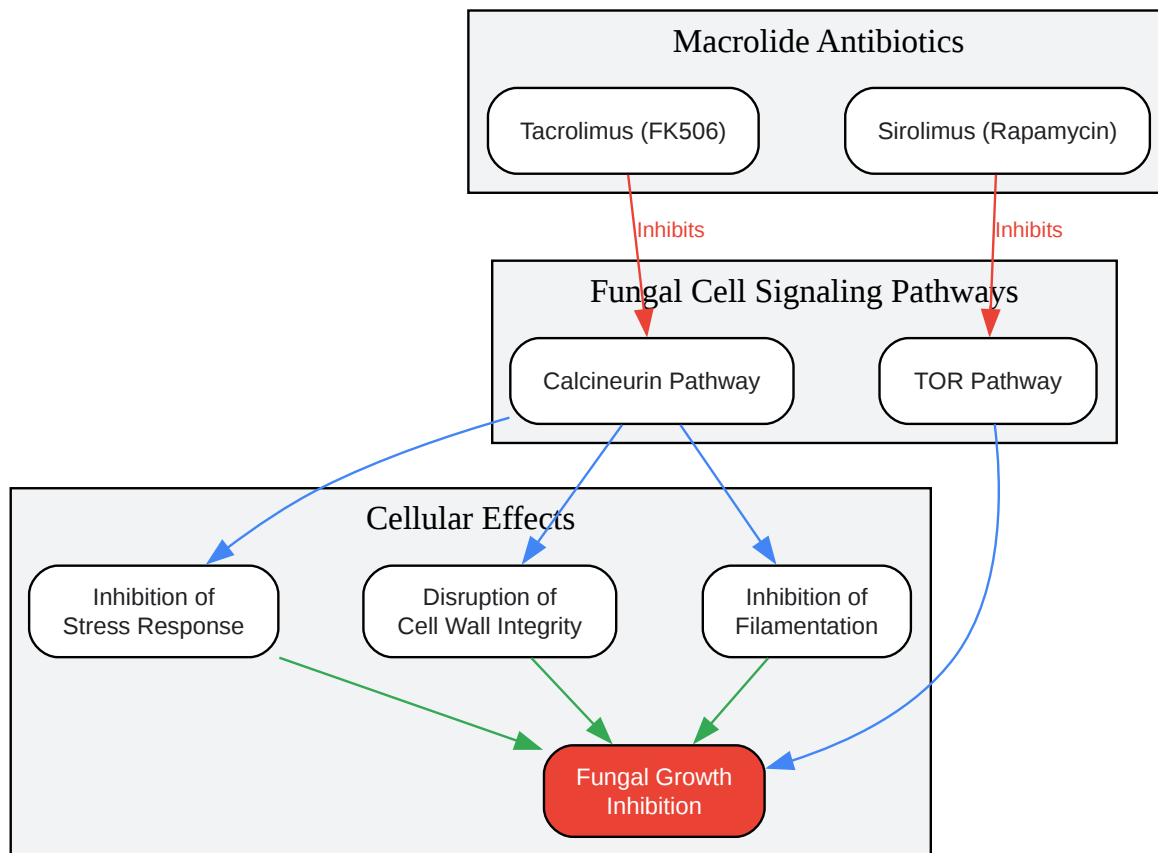 Macrolide Antibiotics
Tacrolimus (FK506)
Sirolimus (Rapamycin)
Inhibits
Inhibits
Fungal Cell Signaling Pathways
Calcineurin Pathway
TOR Pathway
Cellular Effects
Inhibition of
Stress Response
Disruption of
Cell Wall Integrity
Inhibition of
Filamentation
Fungal Growth
Inhibition